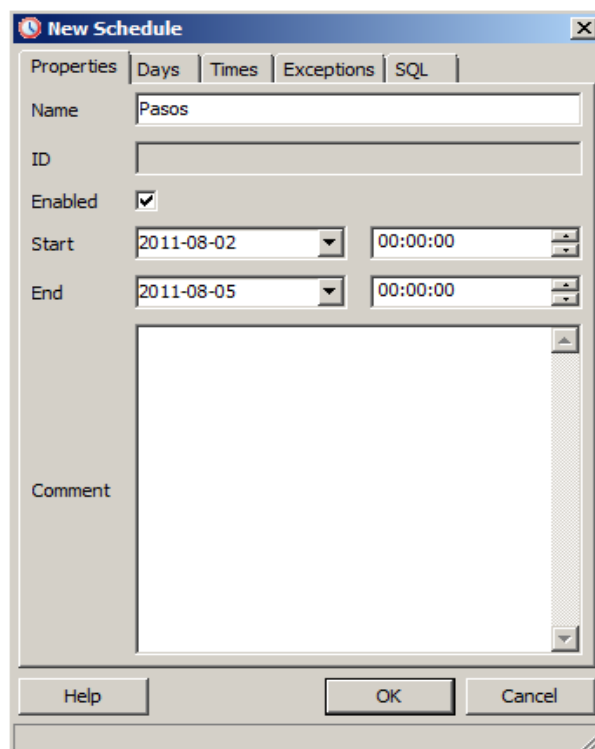 New Schedule
Properties Days Times Exceptions SQL
Name Pasos
ID
Enabled
Start 2011-08-02 00:00:00
End 2011-08-05 00:00:00
Comment
Help OK Cancel